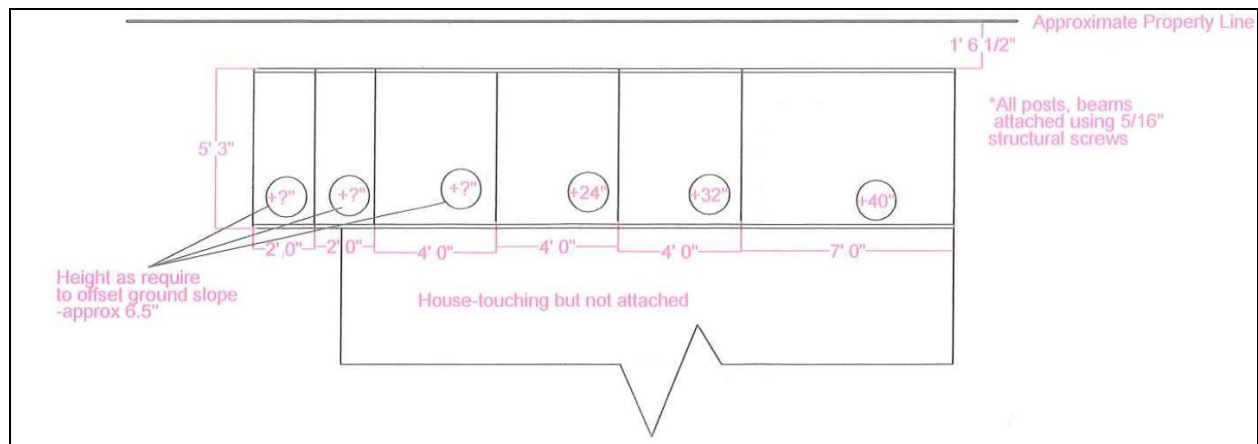 Approximate Property Line
1' 6 1/2"
*All posts, beams
attached using 5/16"
structural screws
5' 3"
+?"
+?"
+?"
+24"
+32"
+40"
2' 0"
2' 0"
4' 0"
4' 0"
4' 0"
7' 0"
Height as require
to offset ground slope
-approx 6.5"
House-touching but not attached